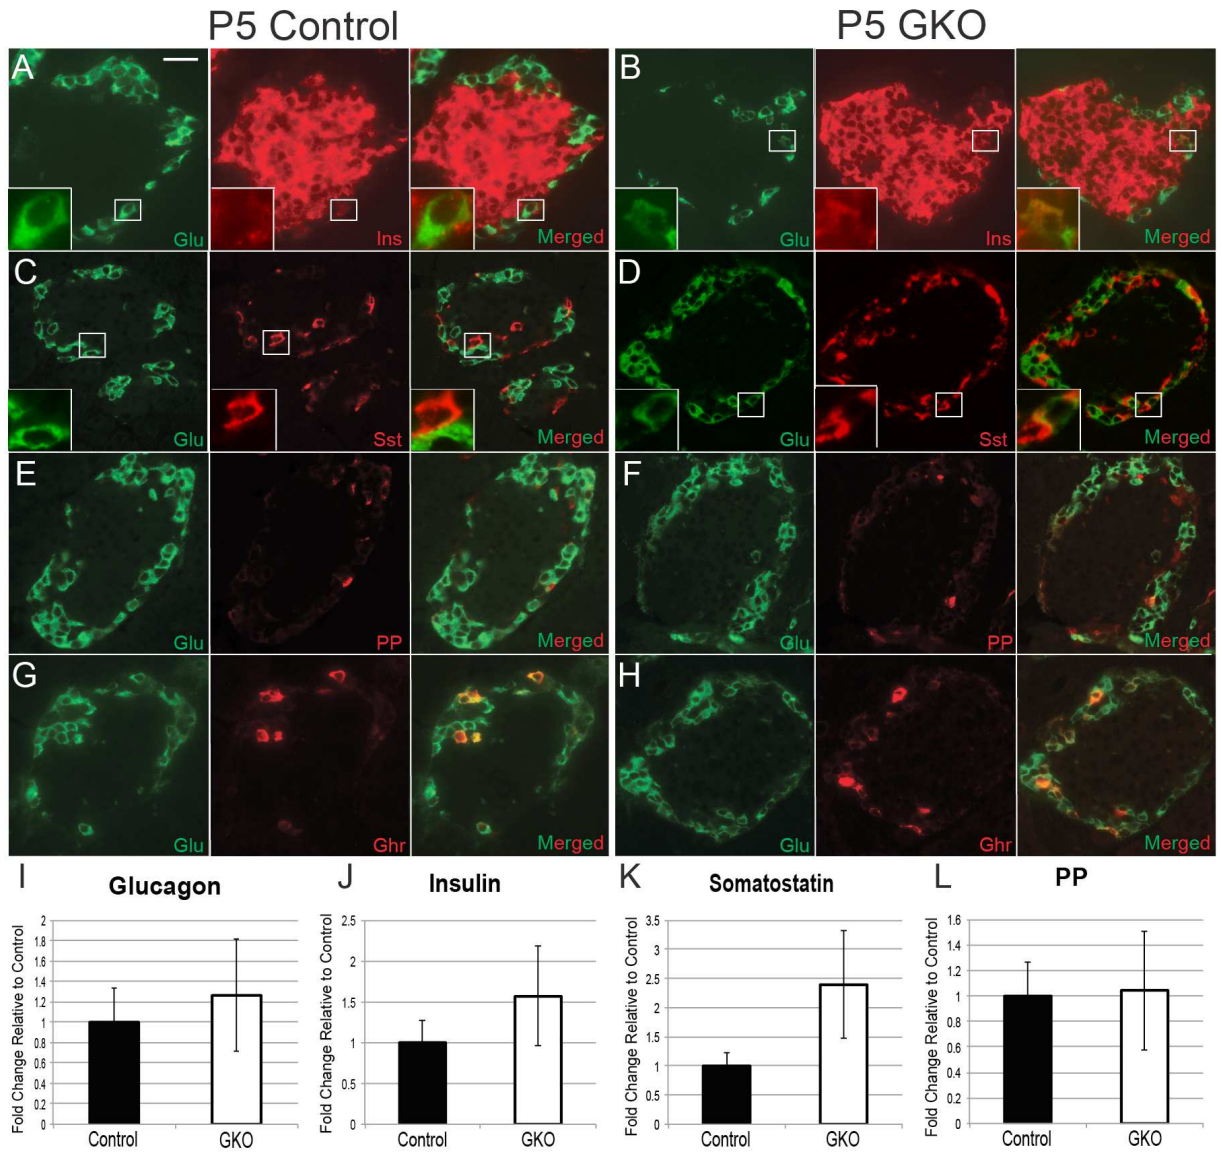 P5 Control P5 GKO
A Glu Ins Merged B Glu Ins Merged
C Glu Sst Merged D Glu Sst Merged
E Glu PP Merged F Glu PP Merged
G Glu Ghr Merged H Glu Ghr Merged
I Glucagon J Insulin K Somatostatin L PP
Fold Change Relative to Control
2
1.8
1.6
1.4
1.2
1
0.8
0.6
0.4
0.2
0
Control GKO
Fold Change Relative to Control
2.5
2
1.5
1
0.5
0
Control GKO
Fold Change Relative to Control
3.5
3
2.5
2
1.5
1
0.5
0
Control GKO
Fold Change Relative to Control
1.6
1.4
1.2
1
0.8
0.6
0.4
0.2
0
Control GKO